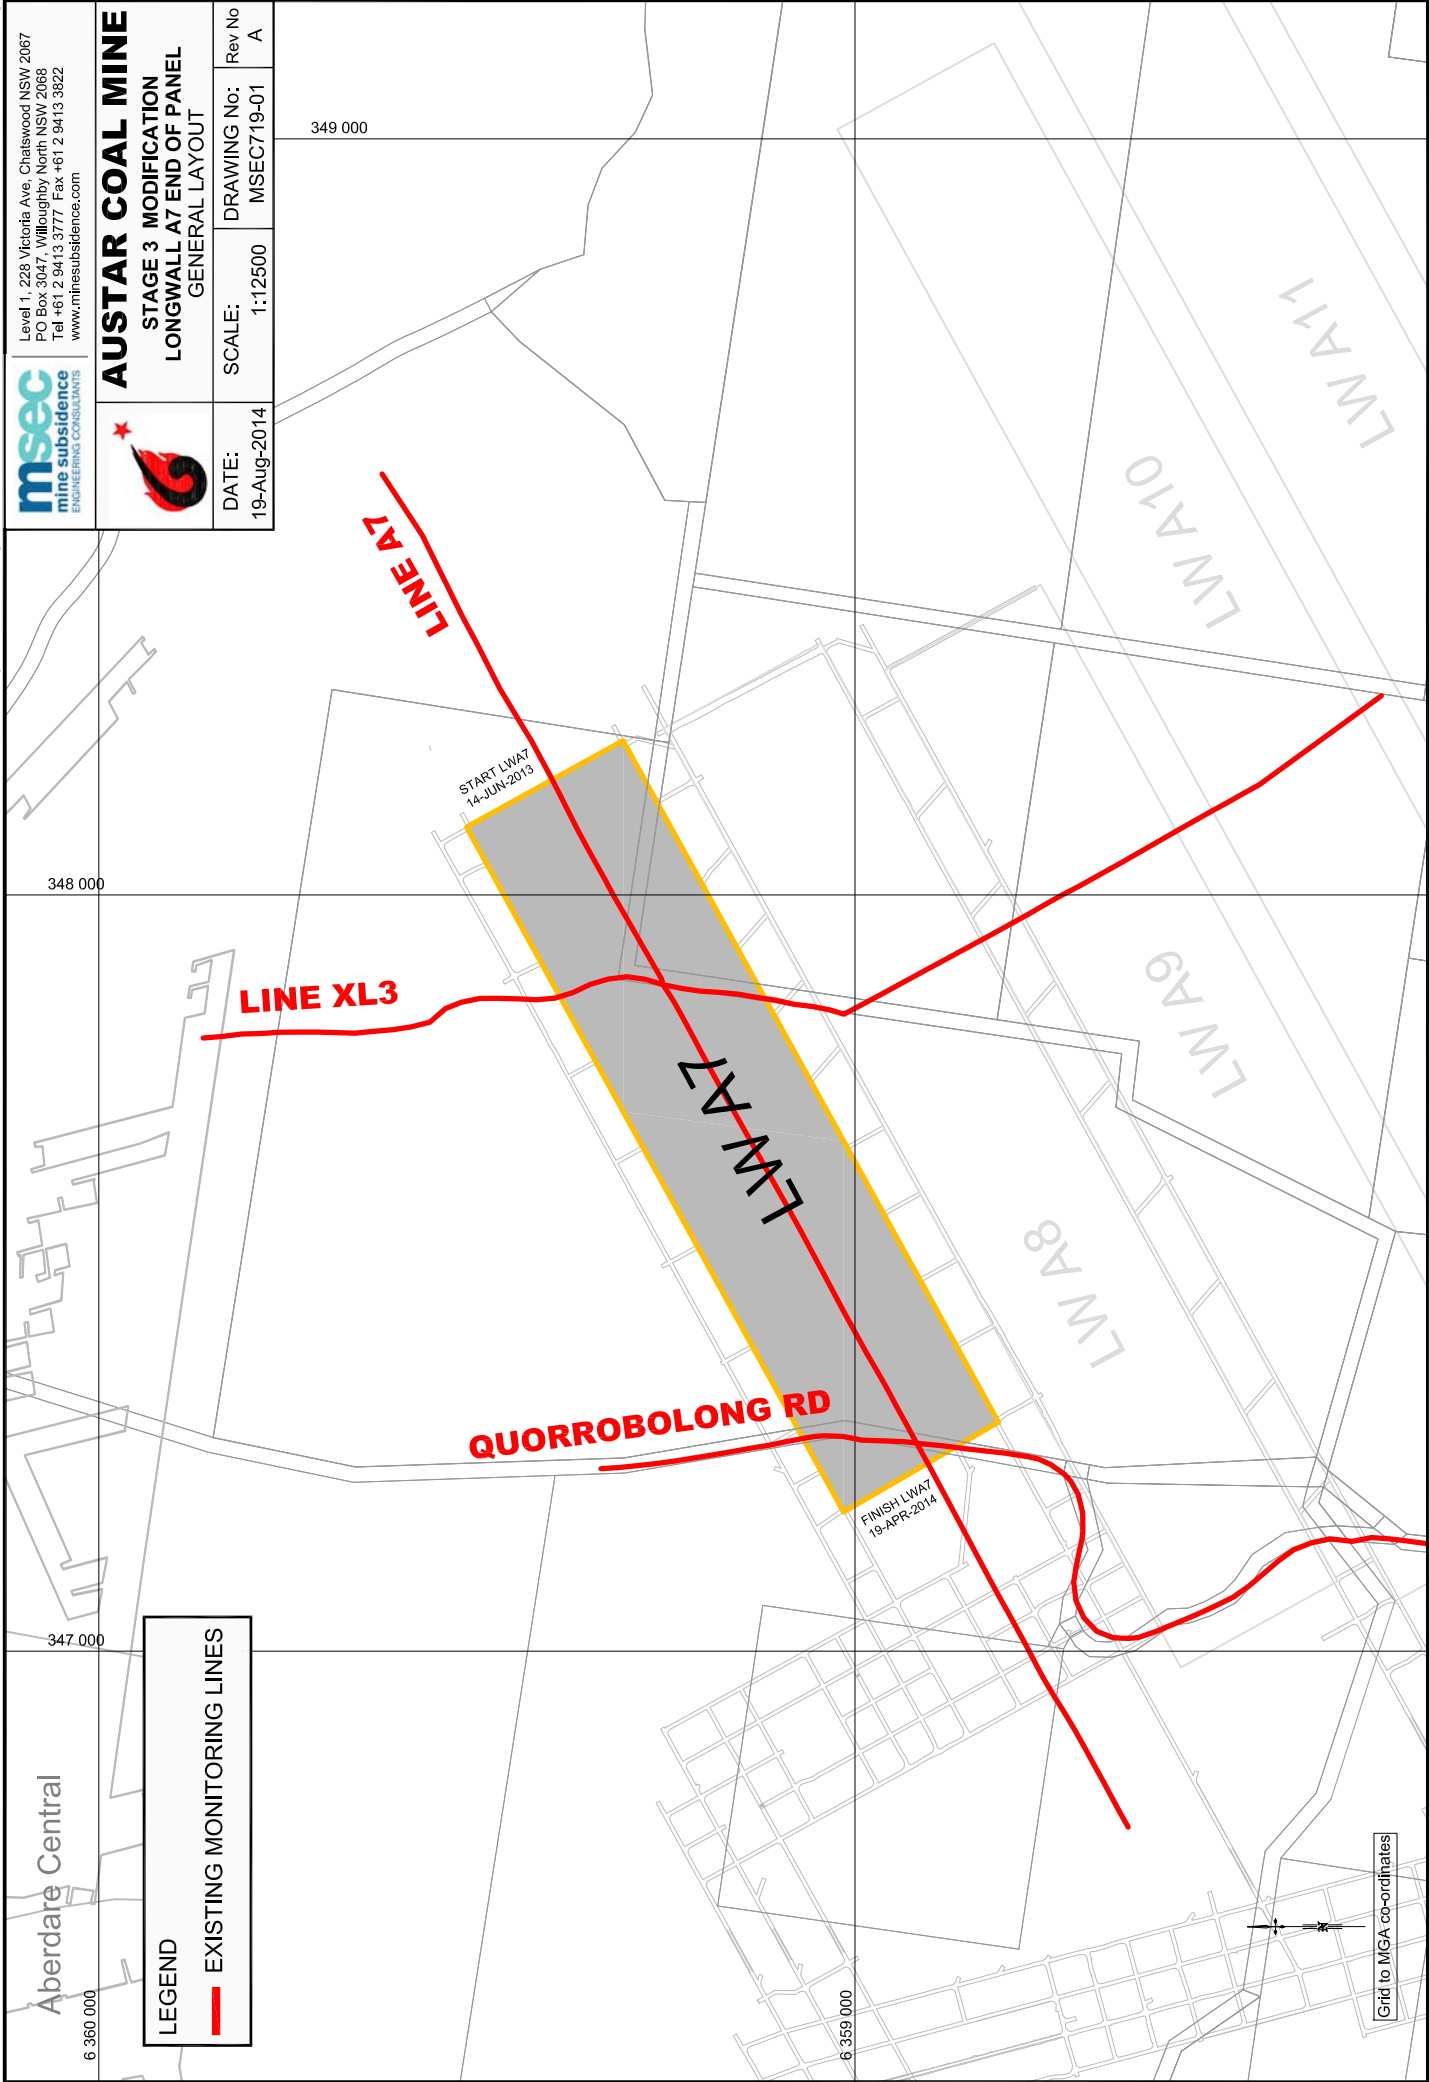 msec
mine subsidence
ENGINEERING CONSULTANTS
Level 1, 228 Victoria Ave, Chatswood NSW 2067
PO Box 3047, Willoughby North NSW 2068
Tel +61 2 9413 3777 Fax +61 2 9413 3822
www.minesubsidence.com
AUSTAR COAL MINE
STAGE 3 MODIFICATION
LONGWALL A7 END OF PANEL
GENERAL LAYOUT
DATE:
19-Aug-2014
SCALE:
1:12500
DRAWING No:
MSEC719-01
Rev No
A
349 000
348 000
347 000
6 360 000
6 359 000
Aberdare Central
LINE A7
LINE XL3
QUORROBOLONG RD
START LWA7
14-JUN-2013
FINISH LWA7
19-APR-2014
LW A7
LW A8
LW A9
LW A10
LW A11
LEGEND
EXISTING MONITORING LINES
N
Grid to MGA co-ordinates